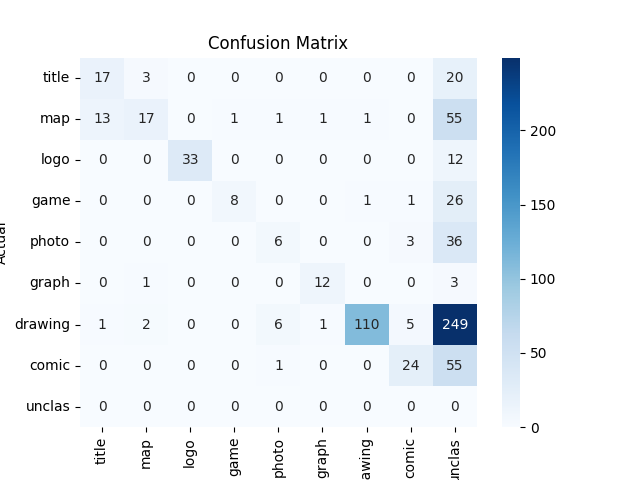 Confusion Matrix
title 17 3 0 0 0 0 0 0 20
map 13 17 0 1 1 1 1 0 55
logo 0 0 33 0 0 0 0 0 12
game 0 0 0 8 0 0 1 1 26
photo 0 0 0 0 6 0 0 3 36
graph 0 1 0 0 0 12 0 0 3
drawing 1 2 0 0 6 1 110 5 249
comic 0 0 0 0 1 0 0 24 55
unclas 0 0 0 0 0 0 0 0 0
title map logo game photo graph awing comic nclas
Actual
200
150
100
50
0